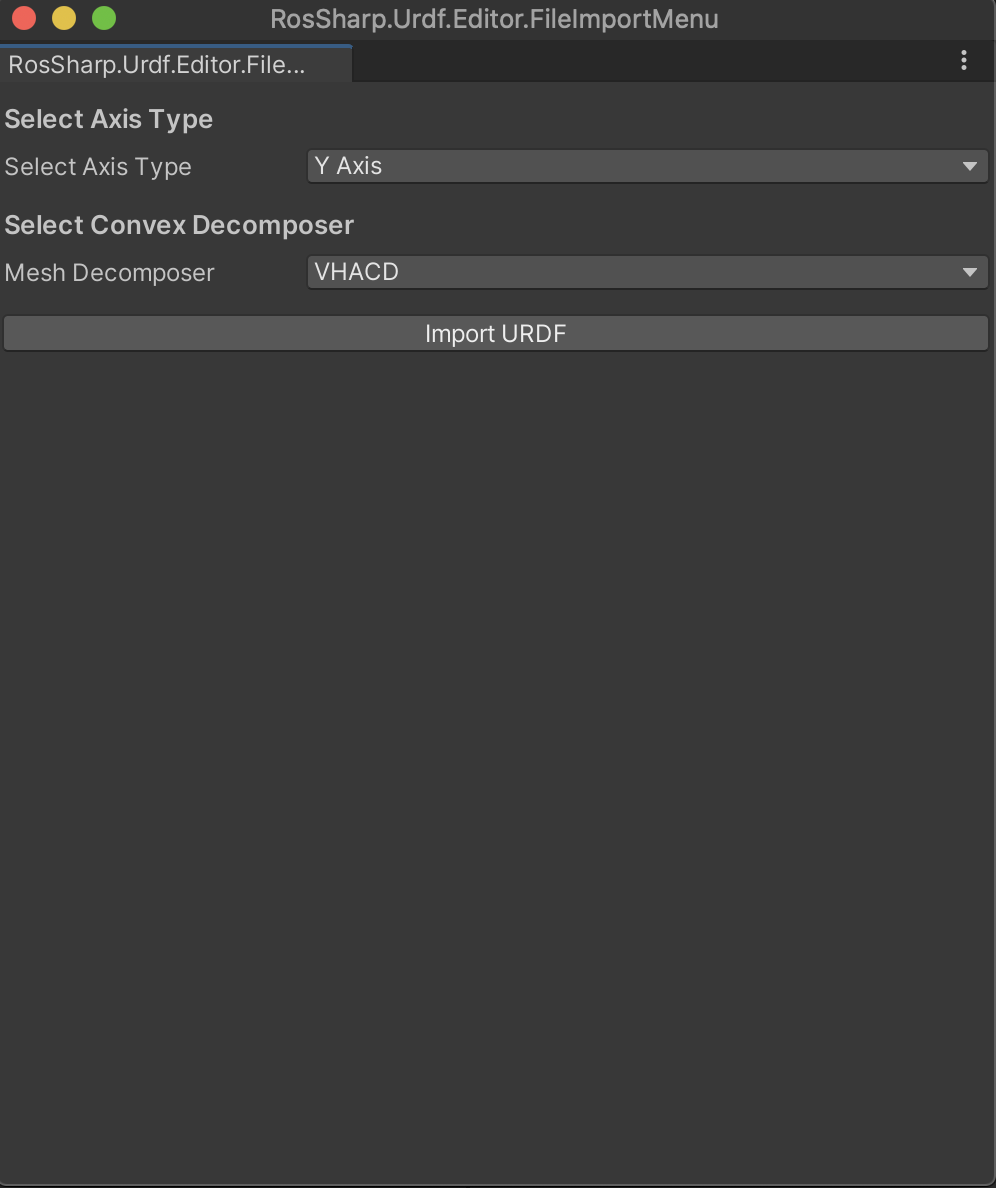 RosSharp.Urdf.Editor.FileImportMenu
RosSharp.Urdf.Editor.File...
Select Axis Type
Select Axis Type Y Axis
Select Convex Decomposer
Mesh Decomposer VHACD
Import URDF